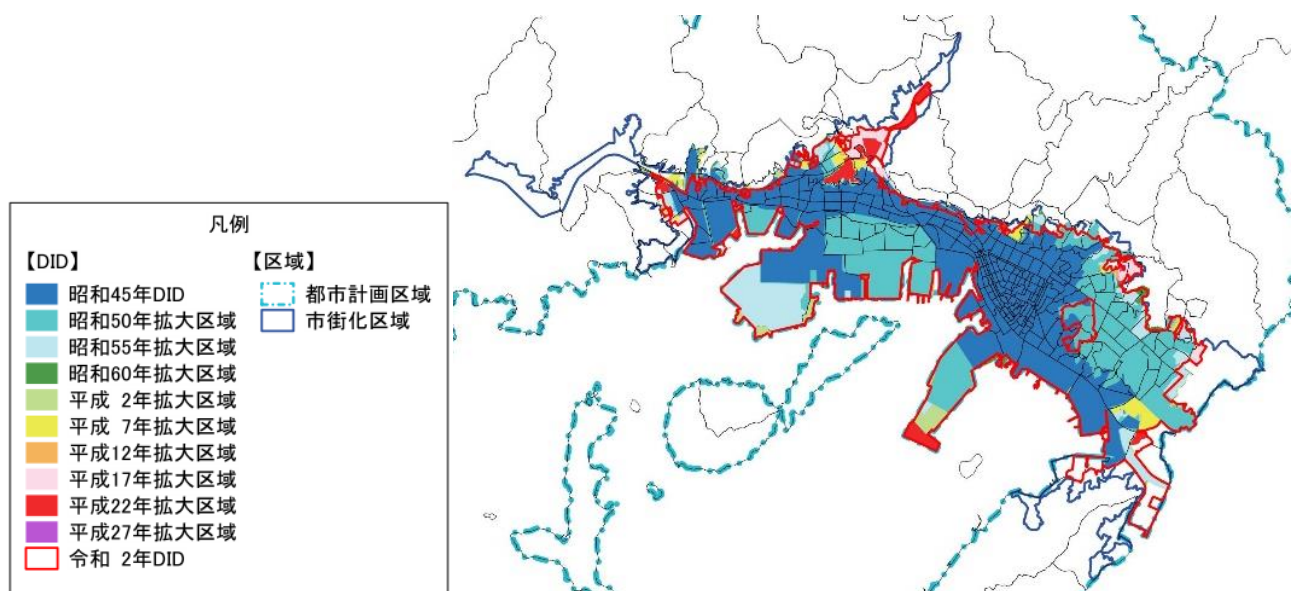 凡例
【DID】
昭和45年DID
昭和50年拡大区域
昭和55年拡大区域
昭和60年拡大区域
平成 2年拡大区域
平成 7年拡大区域
平成12年拡大区域
平成17年拡大区域
平成22年拡大区域
平成27年拡大区域
令和 2年DID
【区域】
都市計画区域
市街化区域